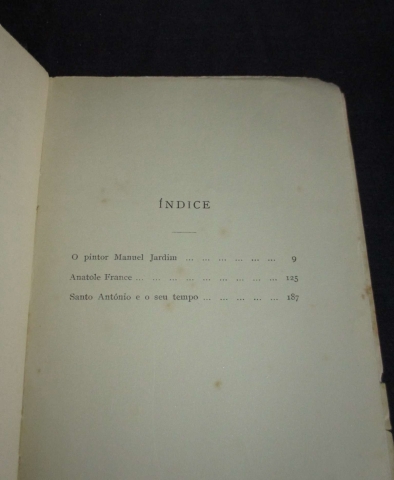 ÍNDICE
O pintor Manuel Jardim ... ... ... ... ... ... 9
Anatole France ... ... ... ... ... ... ... ... ... 125
Santo António e o seu tempo ... ... ... ... ... 187